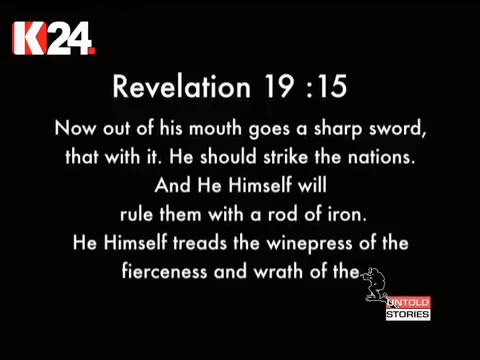 K24.
Revelation 19 :15
Now out of his mouth goes a sharp sword,
that with it. He should strike the nations.
And He Himself will
rule them with a rod of iron.
He Himself treads the winepress of the
fierceness and wrath of the
UNTOLD
STORIES